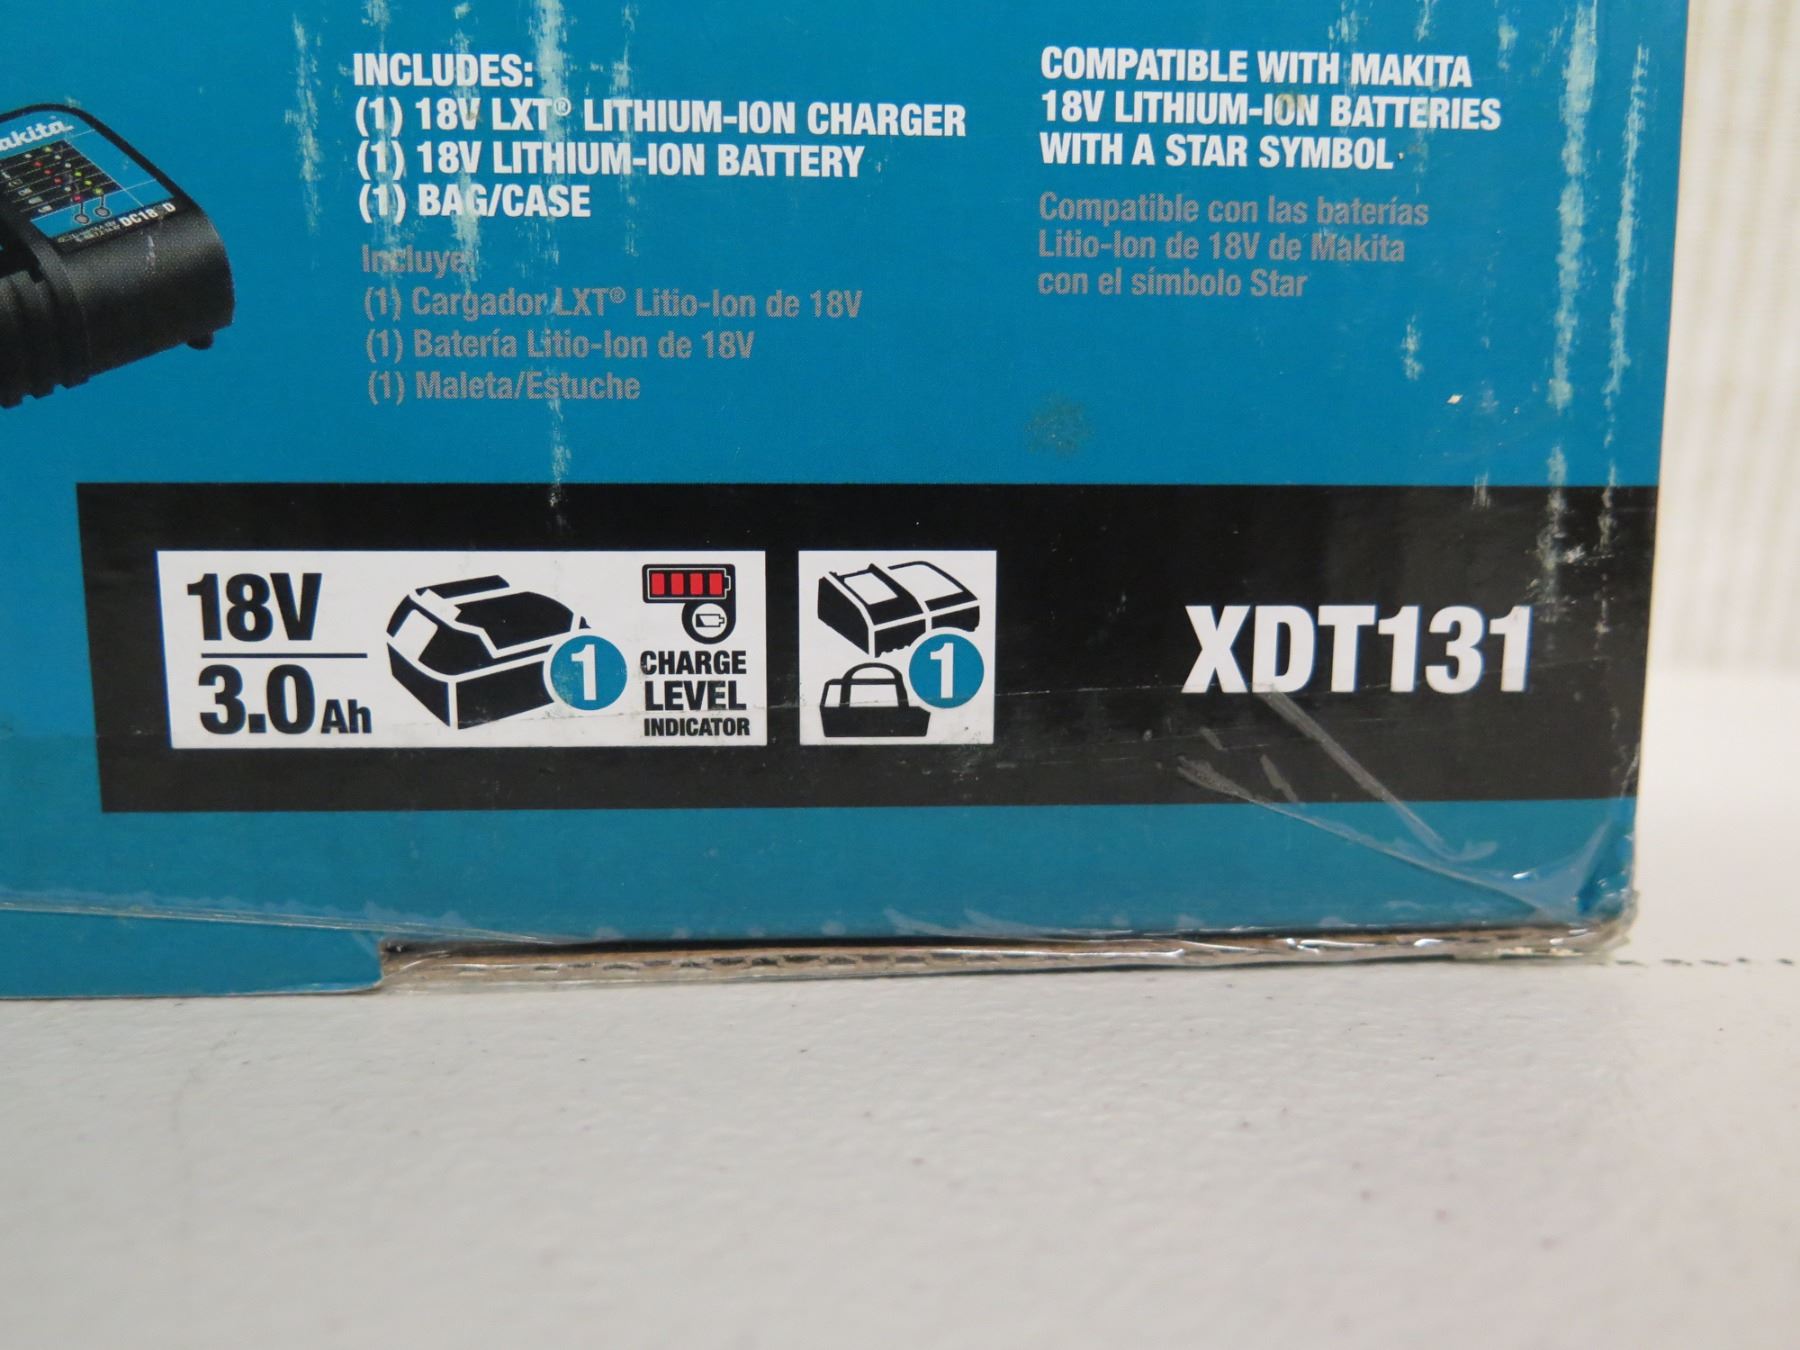 INCLUDES:
(1) 18V LXT® LITHIUM-ION CHARGER
(1) 18V LITHIUM-ION BATTERY
(1) BAG/CASE
Incluye
(1) Cargador LXT® Litio-Ion de 18V
(1) Batería Litio-Ion de 18V
(1) Maleta/Estuche
COMPATIBLE WITH MAKITA
18V LITHIUM-ION BATTERIES
WITH A STAR SYMBOL
Compatible con las baterías
Litio-Ion de 18V de Makita
con el símbolo Star
akita
18V
3.0Ah
1
CHARGE
LEVEL
INDICATOR
1
XDT131